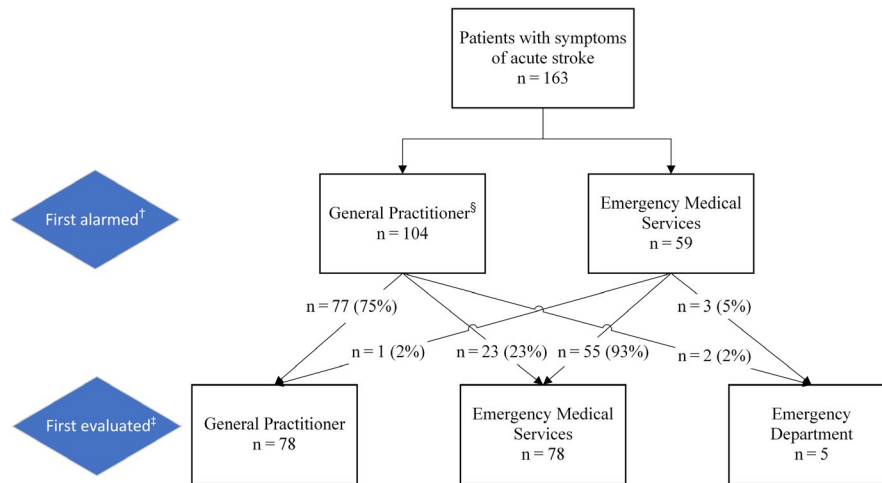 Patients with symptoms
of acute stroke
n = 163
First alarmed†
General Practitioner§
n = 104
Emergency Medical
Services
n = 59
n = 77 (75%)
n = 3 (5%)
n = 1 (2%)
n = 23 (23%)
n = 55 (93%)
n = 2 (2%)
First evaluated‡
General Practitioner
n = 78
Emergency Medical
Services
n = 78
Emergency
Department
n = 5